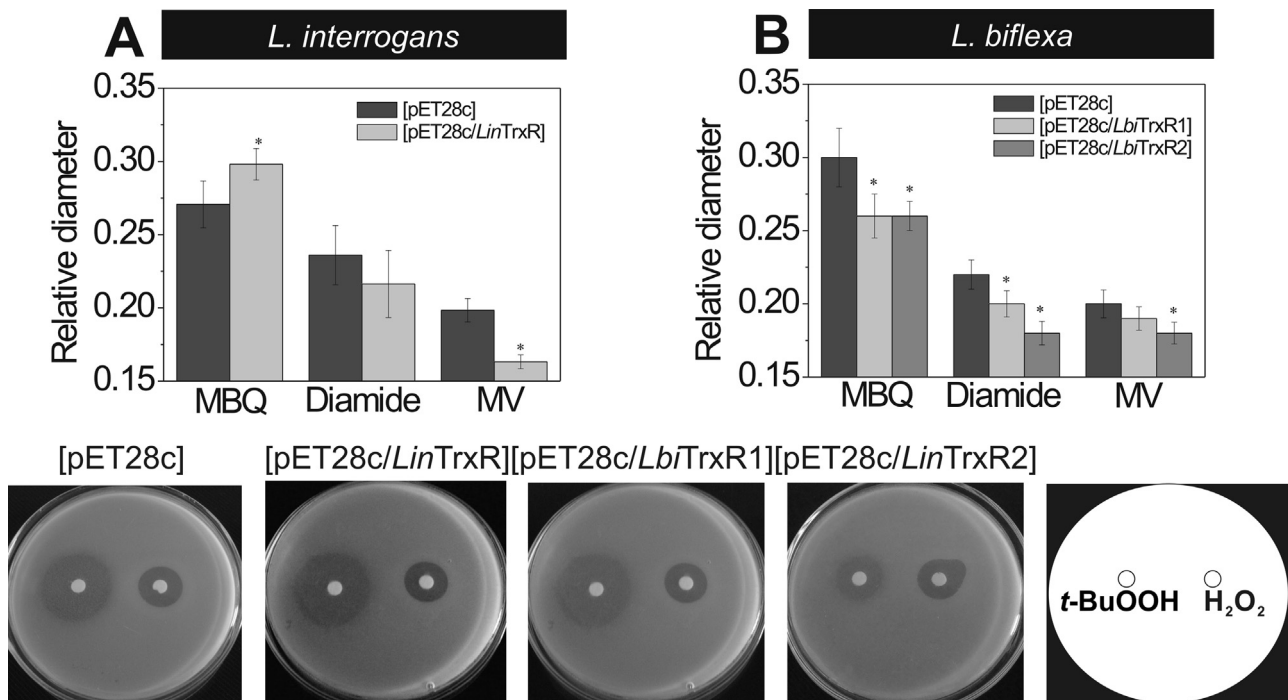 A
L. interrogans
Relative diameter
0.35
0.30
0.25
0.20
0.15
[pET28c]
[pET28c/LinTrxR]
*
*
MBQ Diamide MV
B
L. biflexa
Relative diameter
0.35
0.30
0.25
0.20
0.15
[pET28c]
[pET28c/LbiTrxR1]
[pET28c/LbiTrxR2]
* *
*
*
*
MBQ Diamide MV
[pET28c] [pET28c/LinTrxR][pET28c/LbiTrxR1][pET28c/LinTrxR2]
t-BuOOH H₂O₂